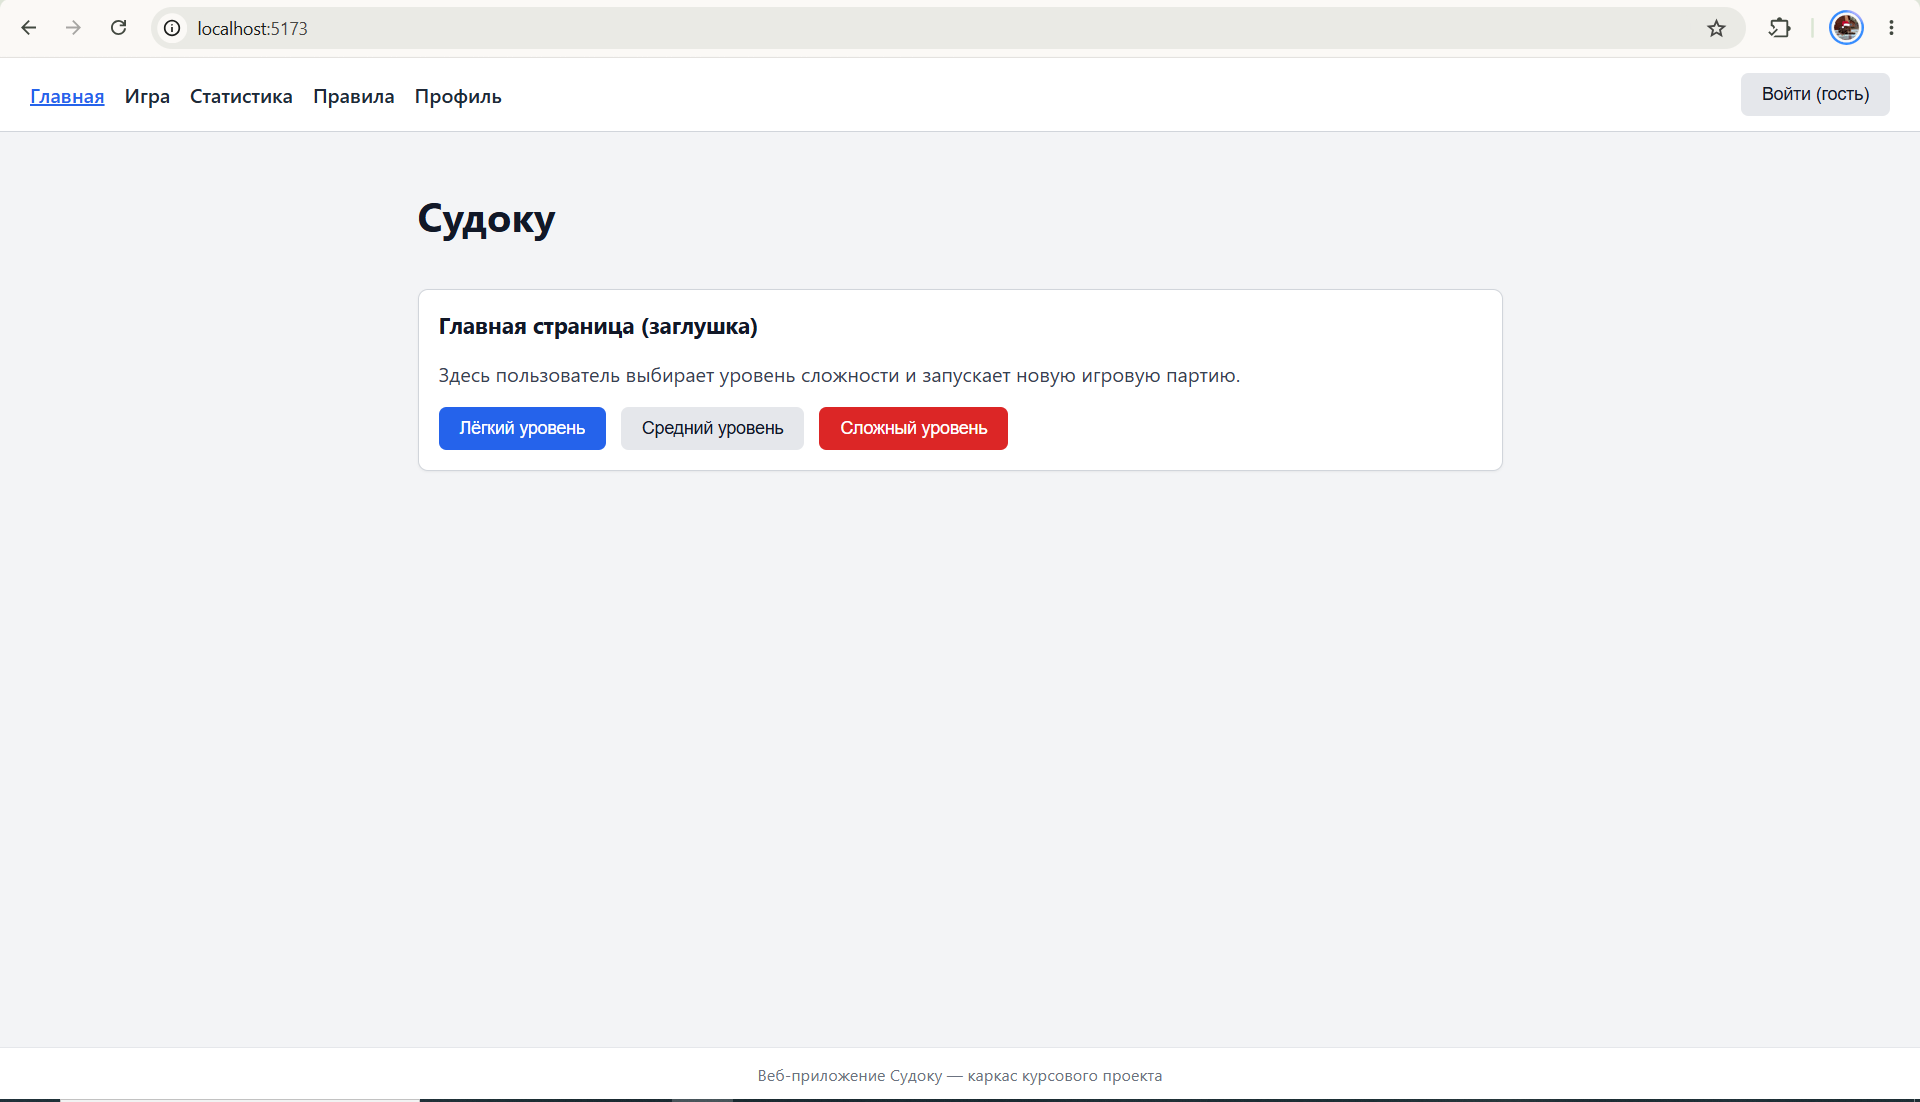 localhost:5173
Главная Игра Статистика Правила Профиль Войти (гость)
Судоку
Главная страница (заглушка)
Здесь пользователь выбирает уровень сложности и запускает новую игровую партию.
Лёгкий уровень Средний уровень Сложный уровень
Веб-приложение Судоку — каркас курсового проекта